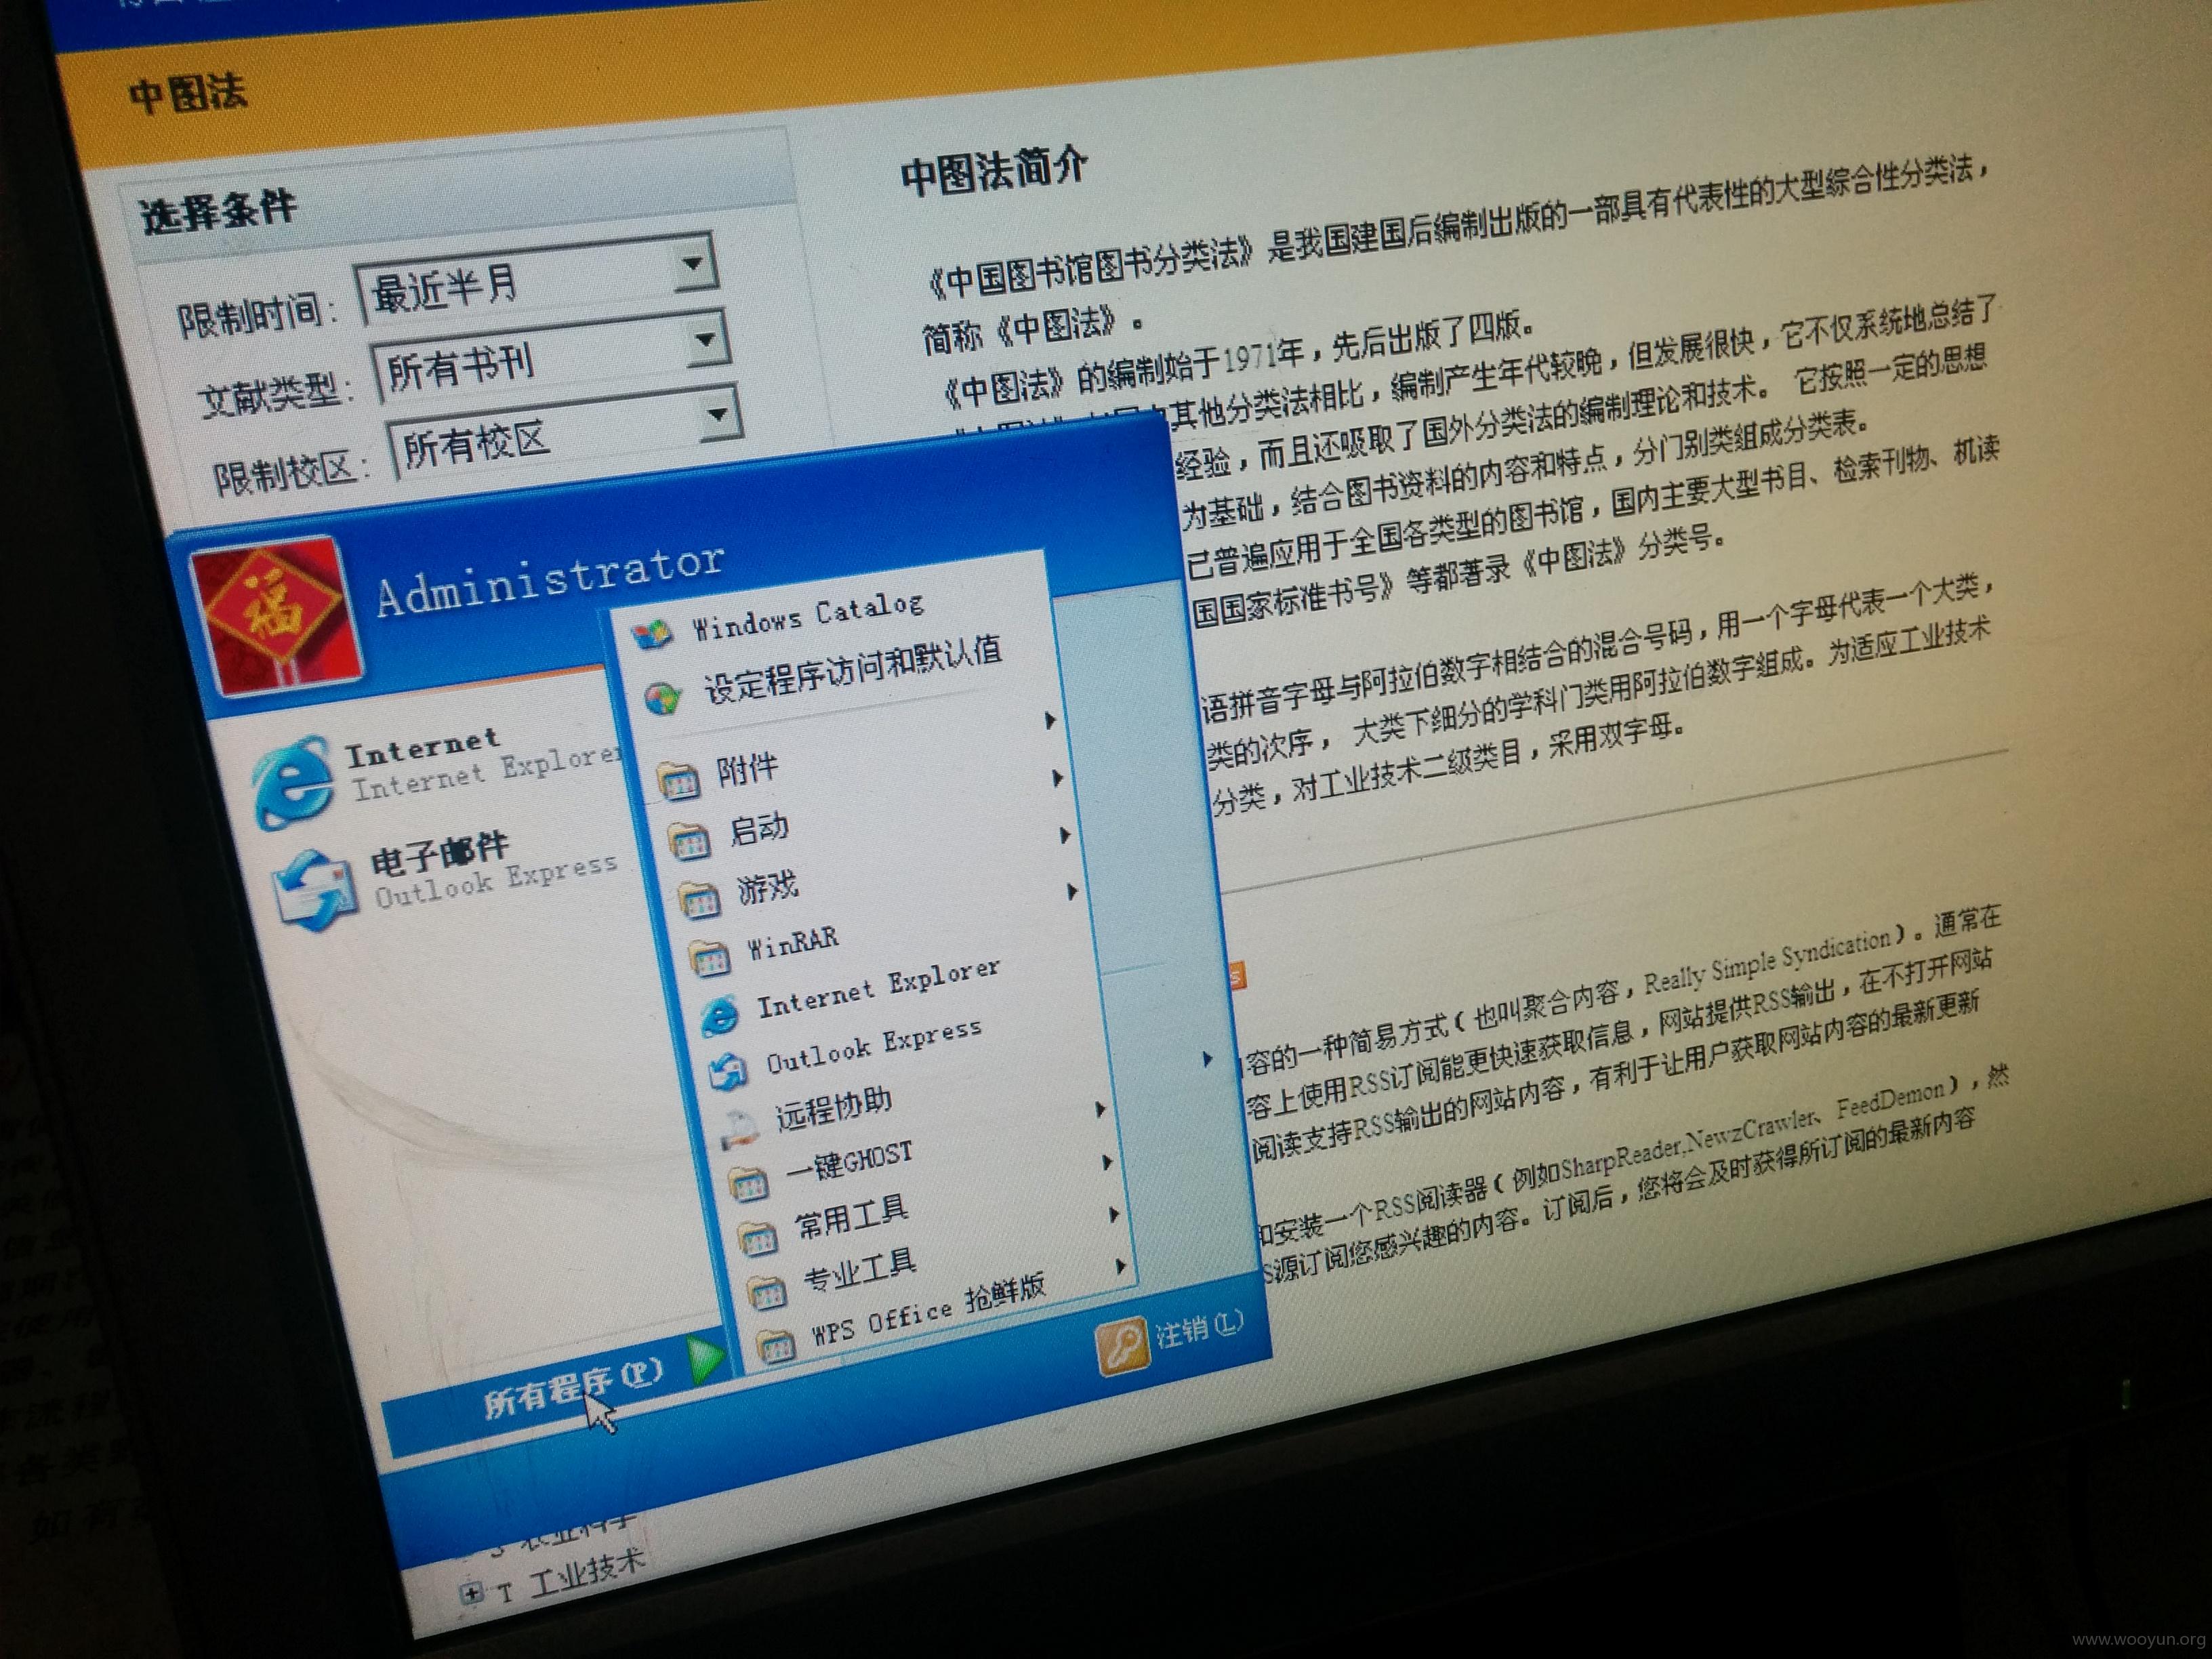 中图法
选择条件
限制时间：
最近半月
文献类型：
所有书刊
限制校区：
所有校区
中图法简介
《中国图书馆图书分类法》是我国建国后编制出版的一部具有代表性的大型综合性分类法，
简称《中图法》。
《中图法》的编制始于1971年，先后出版了四版。
其他分类法相比，编制产生年代较晚，但发展很快，它不仅系统地总结了
经验，而且还吸取了国外分类法的编制理论和技术。 它按照一定的思想
为基础，结合图书资料的内容和特点，分门别类组成分类表。
已普遍应用于全国各类型的图书馆，国内主要大型书目、检索刊物、机读
国国家标准书号》等都著录《中图法》分类号。
语拼音字母与阿拉伯数字相结合的混合号码，用一个字母代表一个大类，
类的次序， 大类下细分的学科门类用阿拉伯数字组成。为适应工业技术
分类，对工业技术二级类目，采用双字母。
容的一种简易方式（也叫聚合内容，Really Simple Syndication）。通常在
容上使用RSS订阅能更快速获取信息，网站提供RSS输出，在不打开网站
阅读支持RSS输出的网站内容，有利于让用户获取网站内容的最新更新
和安装一个RSS阅读器（例如SharpReader,NewzCrawler、FeedDemon），然
S源订阅您感兴趣的内容。订阅后，您将会及时获得所订阅的最新内容
福
Administrator
Internet
Internet Explorer
电子邮件
Outlook Express
Windows Catalog
设定程序访问和默认值
附件
启动
游戏
WinRAR
Internet Explorer
Outlook Express
远程协助
一键GHOST
常用工具
专业工具
WPS Office 抢鲜版
所有程序(P)
注销(L)
T 工业技术
www.wooyun.org